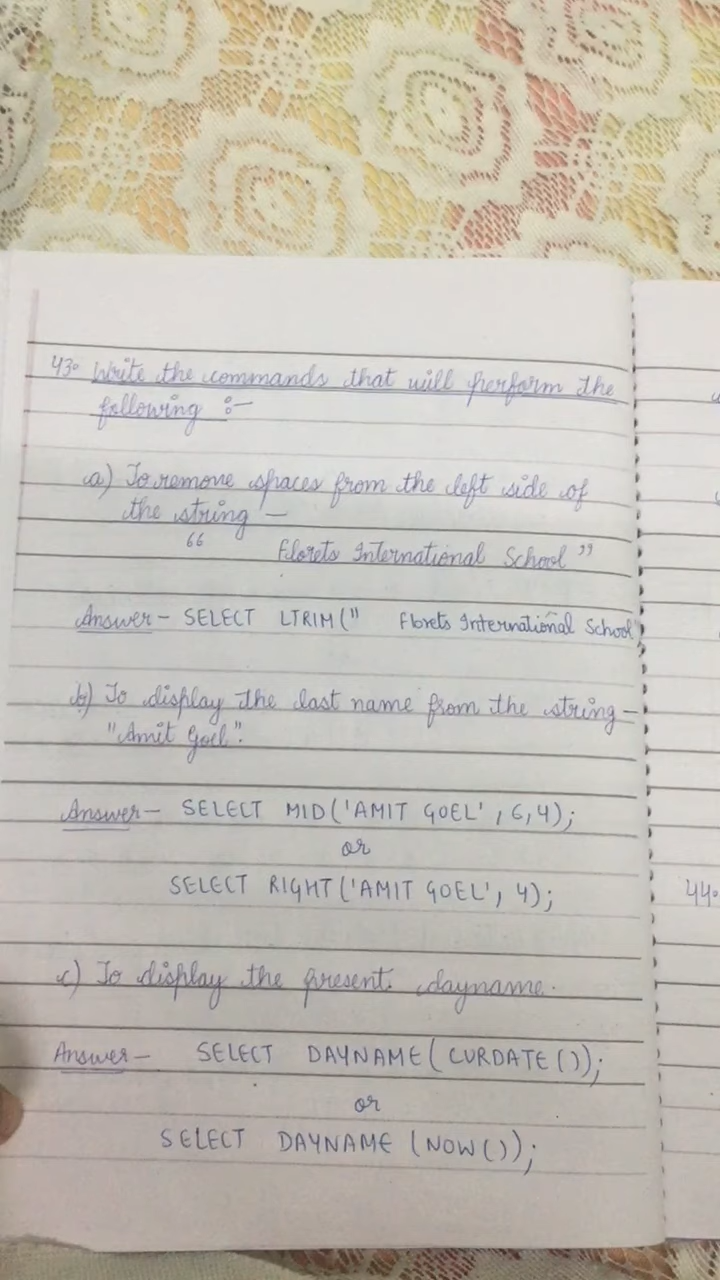 43. Write the commands that will perform the
following :-
a) To remove spaces from the left side of
the string -
" Florets International School"
Answer - SELECT LTRIM(" Florets International School
b) To display the last name from the string -
"Amit Goel".
Answer - SELECT MID('AMIT GOEL', 6,4);
or
SELECT RIGHT('AMIT GOEL', 4);
44.
c) To display the present dayname.
Answer - SELECT DAYNAME(CURDATE());
or
SELECT DAYNAME (NOW());